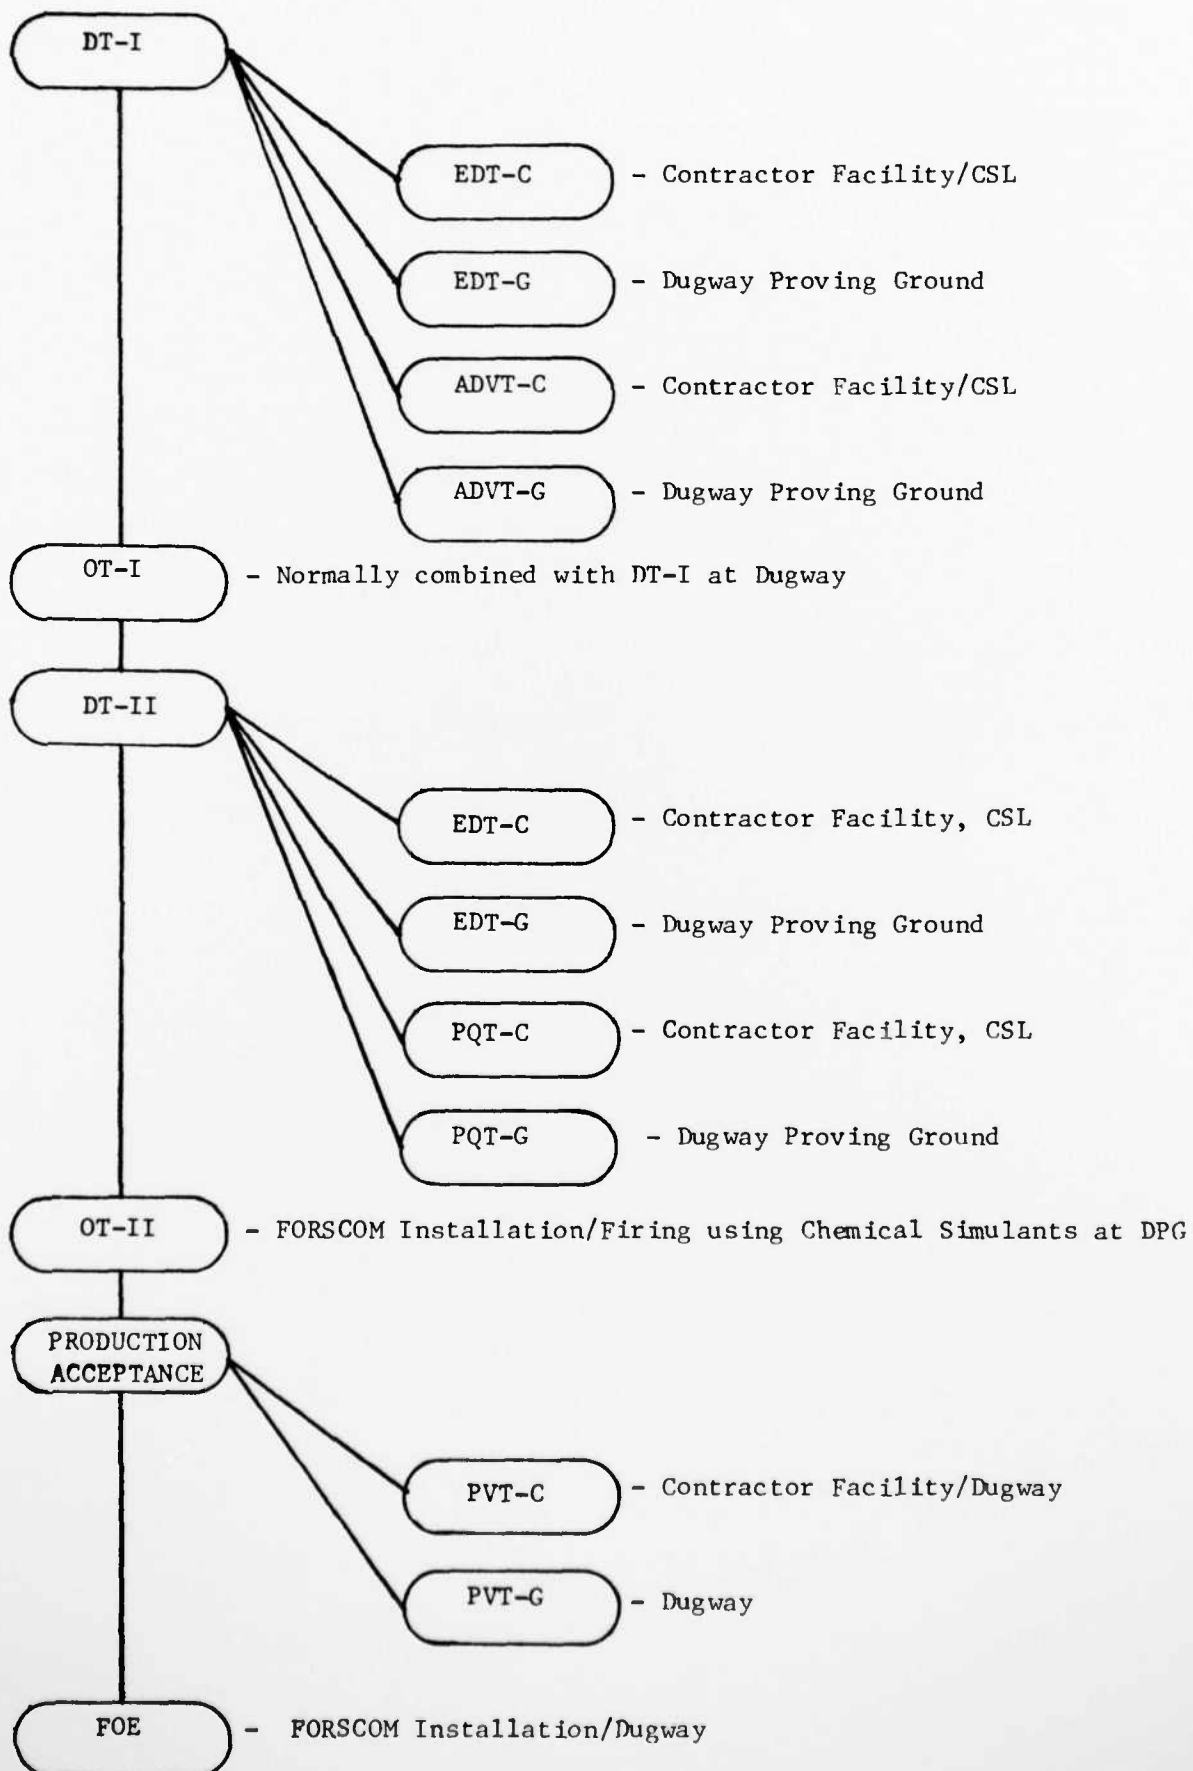 DT-I
EDT-C - Contractor Facility/CSL
EDT-G - Dugway Proving Ground
ADVT-C - Contractor Facility/CSL
ADVT-G - Dugway Proving Ground
OT-I - Normally combined with DT-I at Dugway
DT-II
EDT-C - Contractor Facility, CSL
EDT-G - Dugway Proving Ground
PQT-C - Contractor Facility, CSL
PQT-G - Dugway Proving Ground
OT-II - FORSCOM Installation/Firing using Chemical Simulants at DPG
PRODUCTION
ACCEPTANCE
PVT-C - Contractor Facility/Dugway
PVT-G - Dugway
FOE - FORSCOM Installation/Dugway